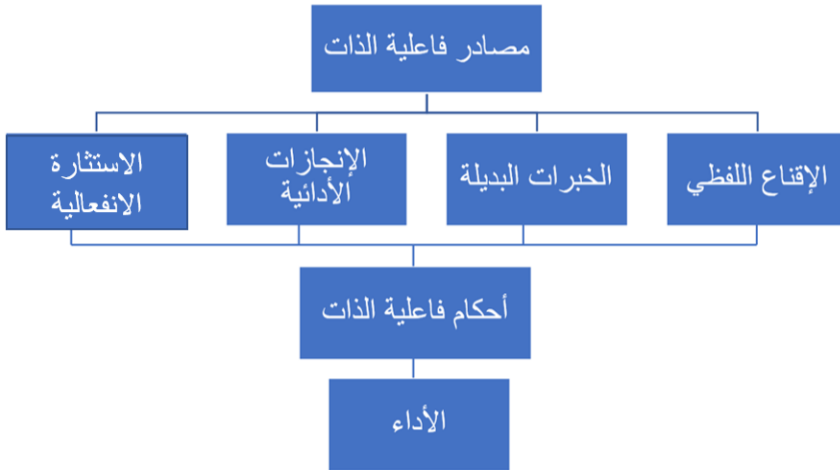 مصادر فاعلية الذات
الإقناع اللفظي
الخبرات البديلة
الإنجازات
الأدائية
الاستثارة
الانفعالية
أحكام فاعلية الذات
الأداء